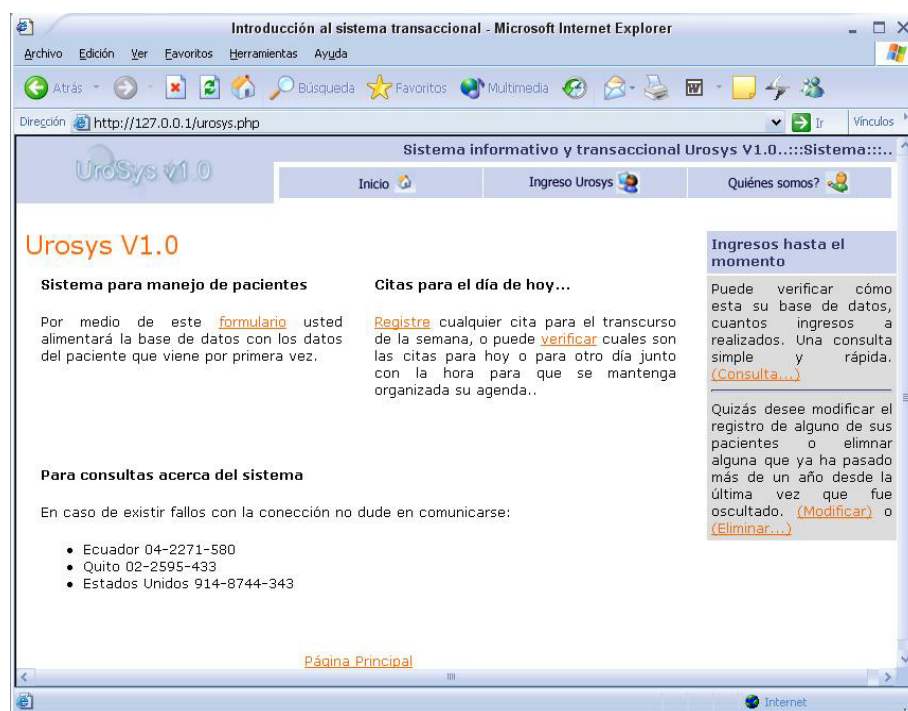 Introducción al sistema transaccional - Microsoft Internet Explorer
Archivo Edición Ver Favoritos Herramientas Ayuda
Atrás Búsqueda Favoritos Multimedia
Dirección http://127.0.0.1/urosys.php Ir Vínculos
UroSys v1.0
Sistema informativo y transaccional Urosys V1.0..:::Sistema:::..
Inicio Ingreso Urosys Quiénes somos?
Urosys V1.0
Sistema para manejo de pacientes
Por medio de este formulario usted
alimentará la base de datos con los datos
del paciente que viene por primera vez.
Citas para el día de hoy...
Registre cualquier cita para el transcurso
de la semana, o puede verificar cuales son
las citas para hoy o para otro día junto
con la hora para que se mantenga
organizada su agenda..
Para consultas acerca del sistema
En caso de existir fallos con la conección no dude en comunicarse:
Ecuador 04-2271-580
Quito 02-2595-433
Estados Unidos 914-8744-343
Página Principal
Ingresos hasta el
momento
Puede verificar cómo
esta su base de datos,
cuantos ingresos a
realizados. Una consulta
simple y rápida.
(Consulta...)
Quizás desee modificar el
registro de alguno de sus
pacientes o elimnar
alguna que ya ha pasado
más de un año desde la
última vez que fue
oscultado. (Modificar) o
(Eliminar...)
Internet